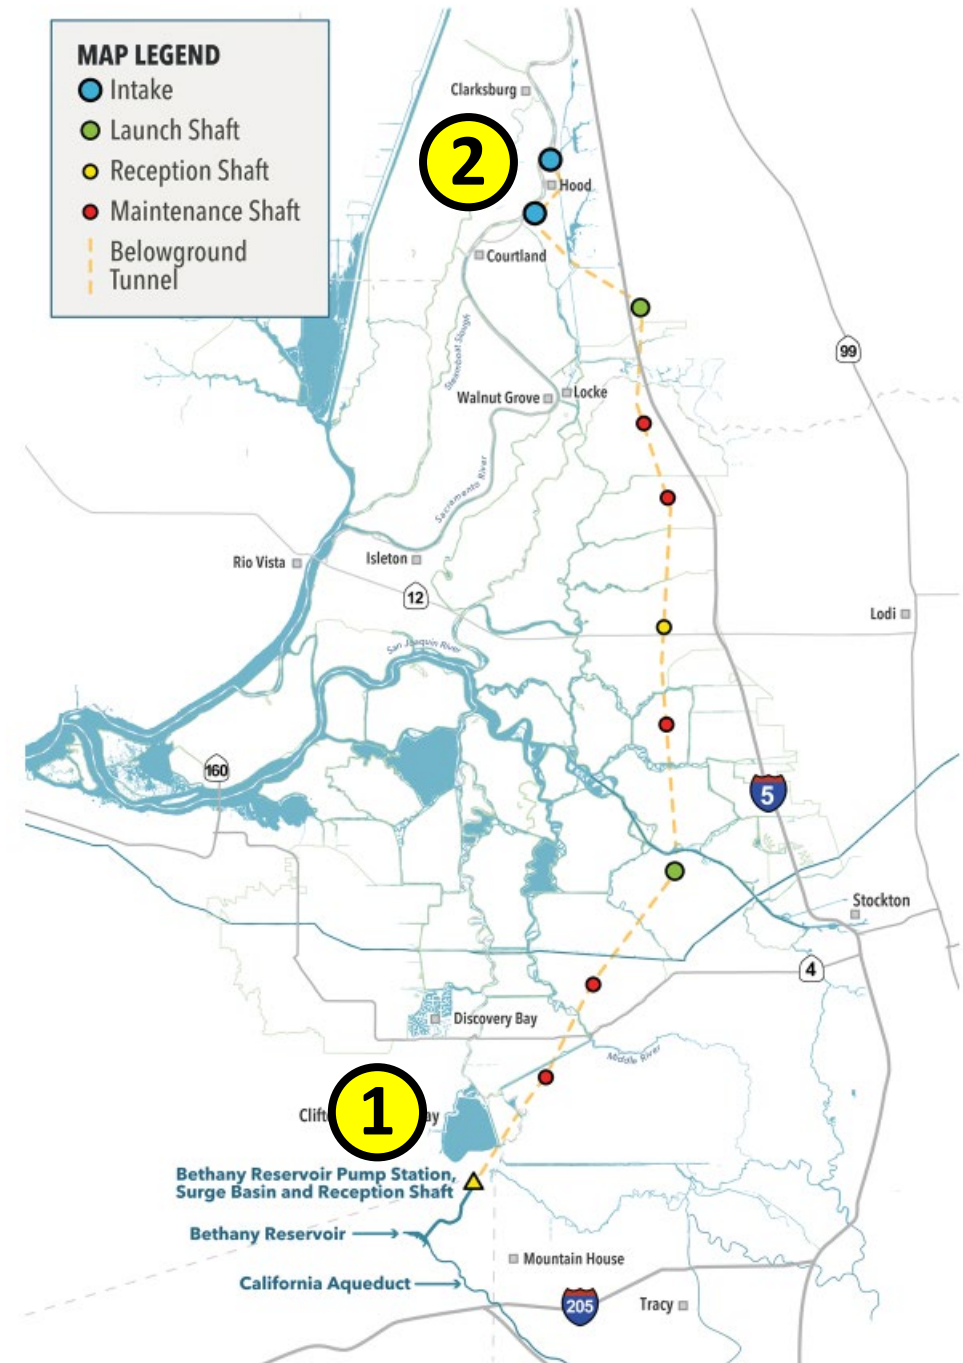 MAP LEGEND
Intake
Launch Shaft
Reception Shaft
Maintenance Shaft
Belowground
Tunnel
Clarksburg
2
Hood
Courtland
Steamboat Slough
99
Walnut Grove
Locke
Sacramento River
Rio Vista
Isleton
12
Lodi
San Joaquin River
160
5
Stockton
4
Discovery Bay
Middle River
1
Clift
ay
Bethany Reservoir Pump Station,
Surge Basin and Reception Shaft
Bethany Reservoir
Mountain House
California Aqueduct
205
Tracy